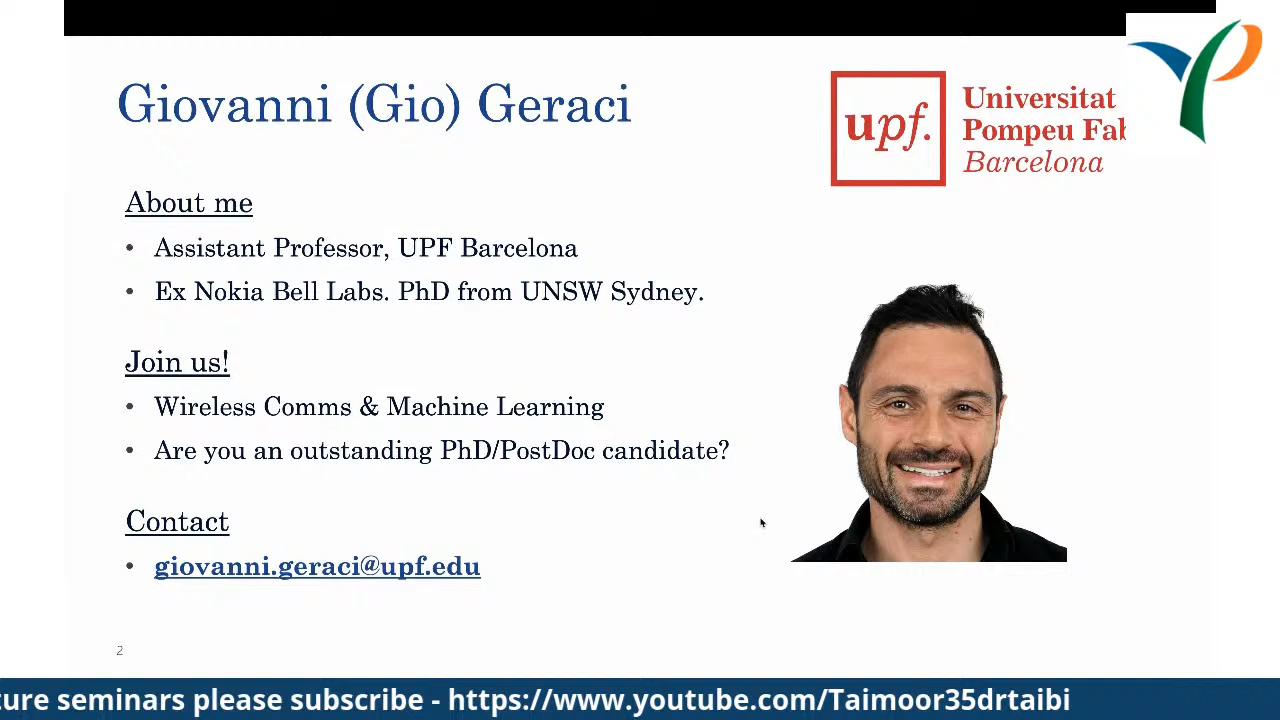 Giovanni (Gio) Geraci
upf.
Universitat
Pompeu Fab
Barcelona
About me
• Assistant Professor, UPF Barcelona
• Ex Nokia Bell Labs. PhD from UNSW Sydney.
Join us!
• Wireless Comms & Machine Learning
• Are you an outstanding PhD/PostDoc candidate?
Contact
• giovanni.geraci@upf.edu
2
ture seminars please subscribe - https://www.youtube.com/Taimoor35drtaibi